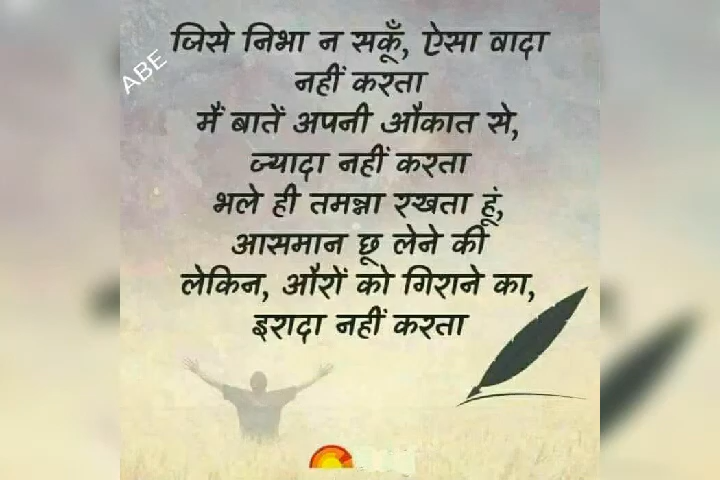 ABE
जिसे निभा न सकूँ, ऐसा वादा
नहीं करता
मैं बातें अपनी औकात से,
ज्यादा नहीं करता
भले ही तमन्ना रखता हूं,
आसमान छू लेने की
लेकिन, औरों को गिराने का,
इरादा नहीं करता